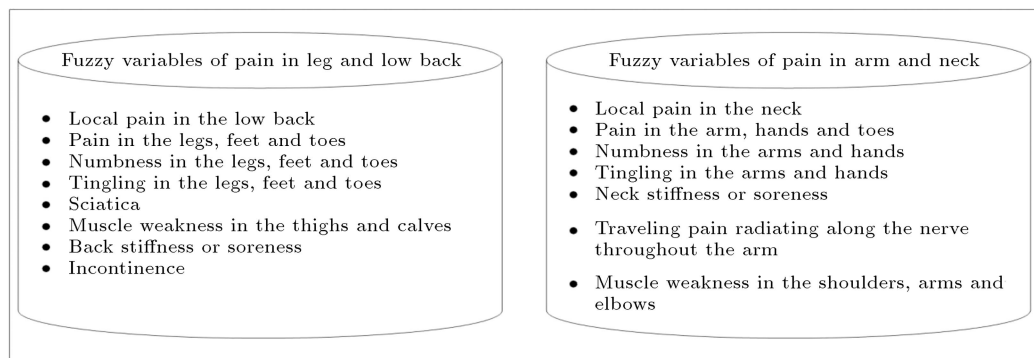 Fuzzy variables of pain in leg and low back
• Local pain in the low back
• Pain in the legs, feet and toes
• Numbness in the legs, feet and toes
• Tingling in the legs, feet and toes
• Sciatica
• Muscle weakness in the thighs and calves
• Back stiffness or soreness
• Incontinence
Fuzzy variables of pain in arm and neck
• Local pain in the neck
• Pain in the arm, hands and toes
• Numbness in the arms and hands
• Tingling in the arms and hands
• Neck stiffness or soreness
• Traveling pain radiating along the nerve
throughout the arm
• Muscle weakness in the shoulders, arms and
elbows